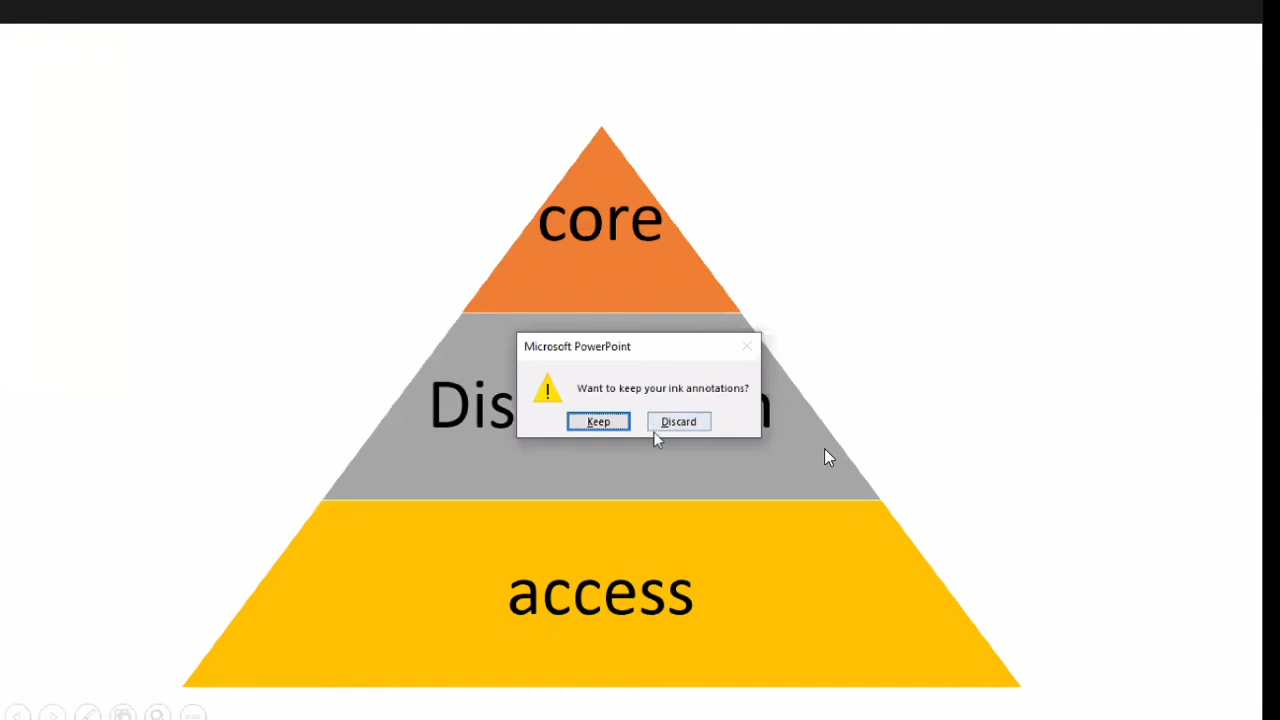 core
Microsoft PowerPoint
Want to keep your ink annotations?
Dis n
Keep Discard
access